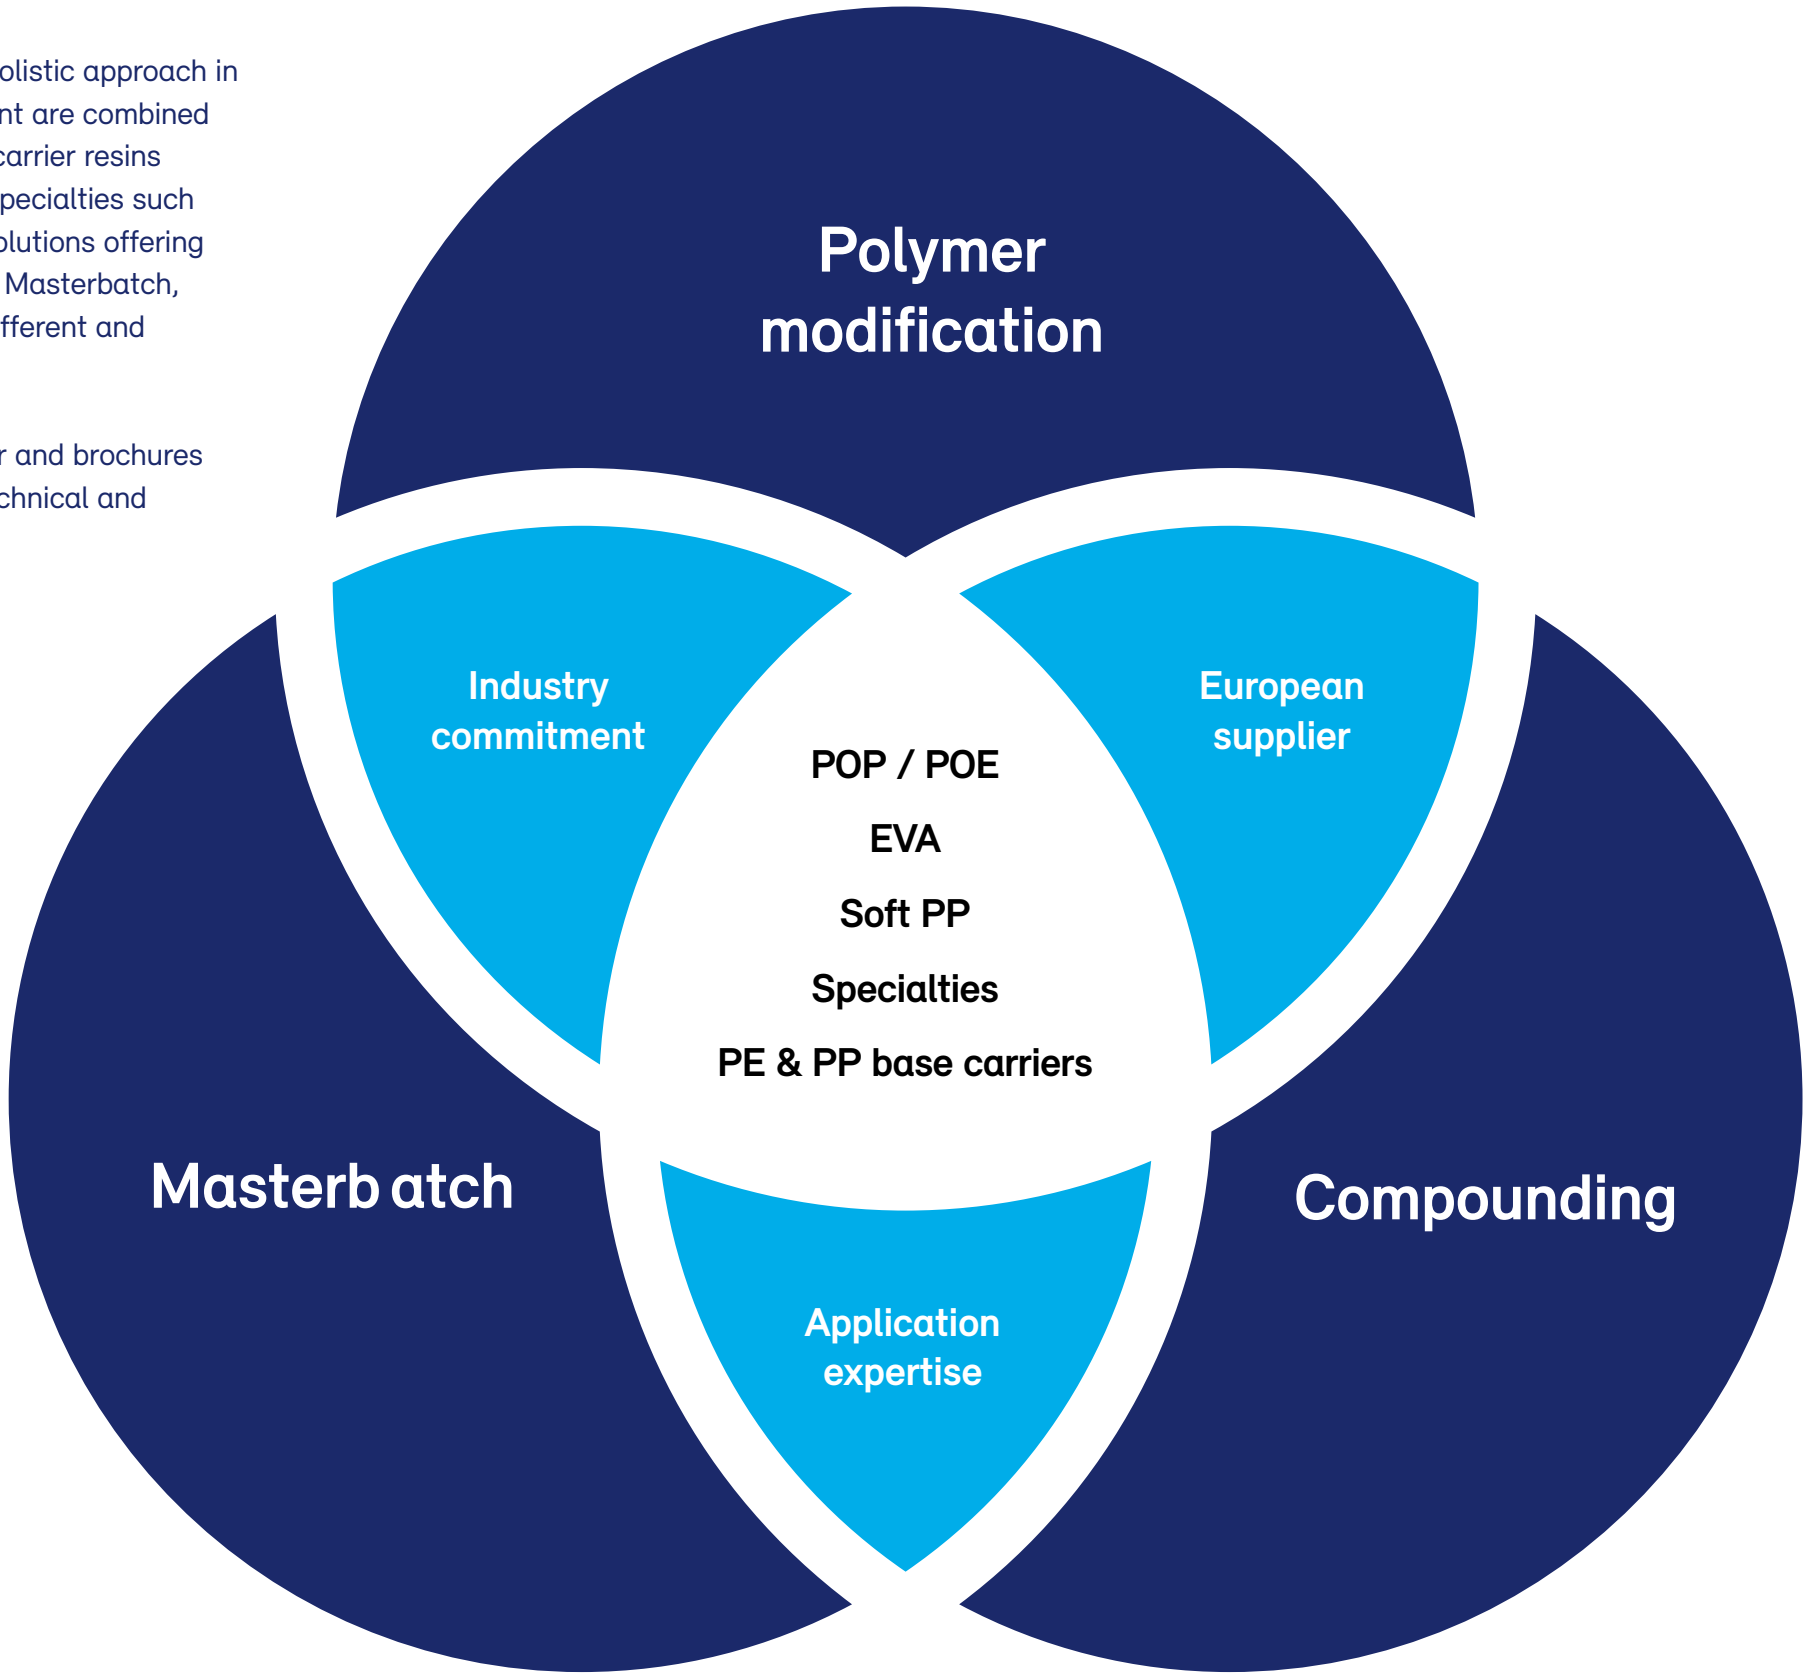 olistic approach in
nt are combined
carrier resins
pecialties such
olutions offering
Masterbatch,
fferent and
r and brochures
chnical and
Polymer
modification
Industry
commitment
European
supplier
POP / POE
EVA
Soft PP
Specialties
PE & PP base carriers
Masterb atch
Compounding
Application
expertise